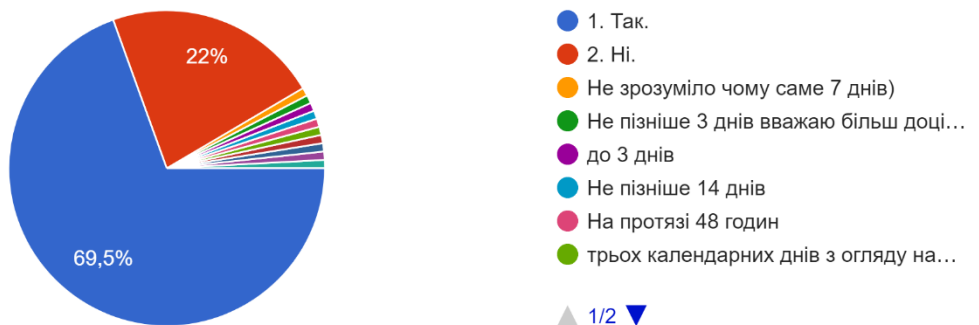 22%
69,5%
1. Так.
2. Ні.
Не зрозуміло чому саме 7 днів)
Не пізніше 3 днів вважаю більш доці...
до 3 днів
Не пізніше 14 днів
На протязі 48 годин
трьох календарних днів з огляду на...
1/2